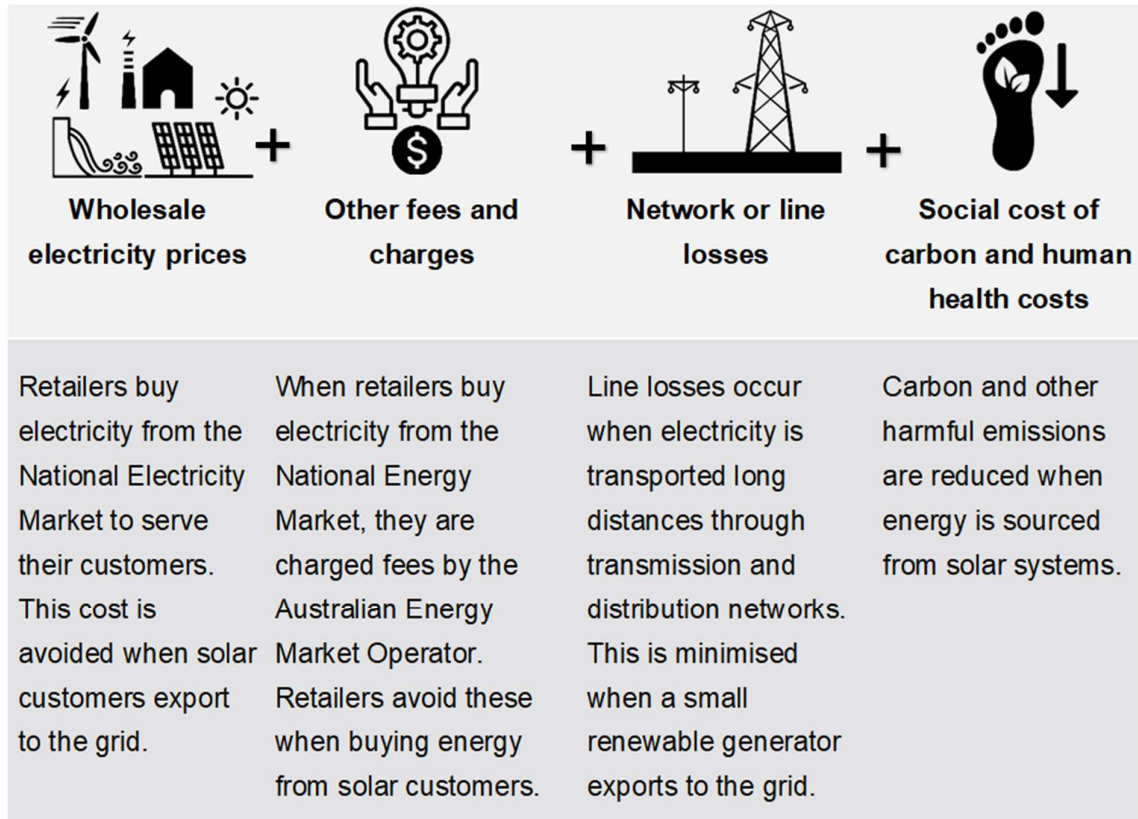 Wholesale
electricity prices
Other fees and
charges
Network or line
losses
Social cost of
carbon and human
health costs
Retailers buy
electricity from the
National Electricity
Market to serve
their customers.
This cost is
avoided when solar
customers export
to the grid.
When retailers buy
electricity from the
National Energy
Market, they are
charged fees by the
Australian Energy
Market Operator.
Retailers avoid these
when buying energy
from solar customers.
Line losses occur
when electricity is
transported long
distances through
transmission and
distribution networks.
This is minimised
when a small
renewable generator
exports to the grid.
Carbon and other
harmful emissions
are reduced when
energy is sourced
from solar systems.